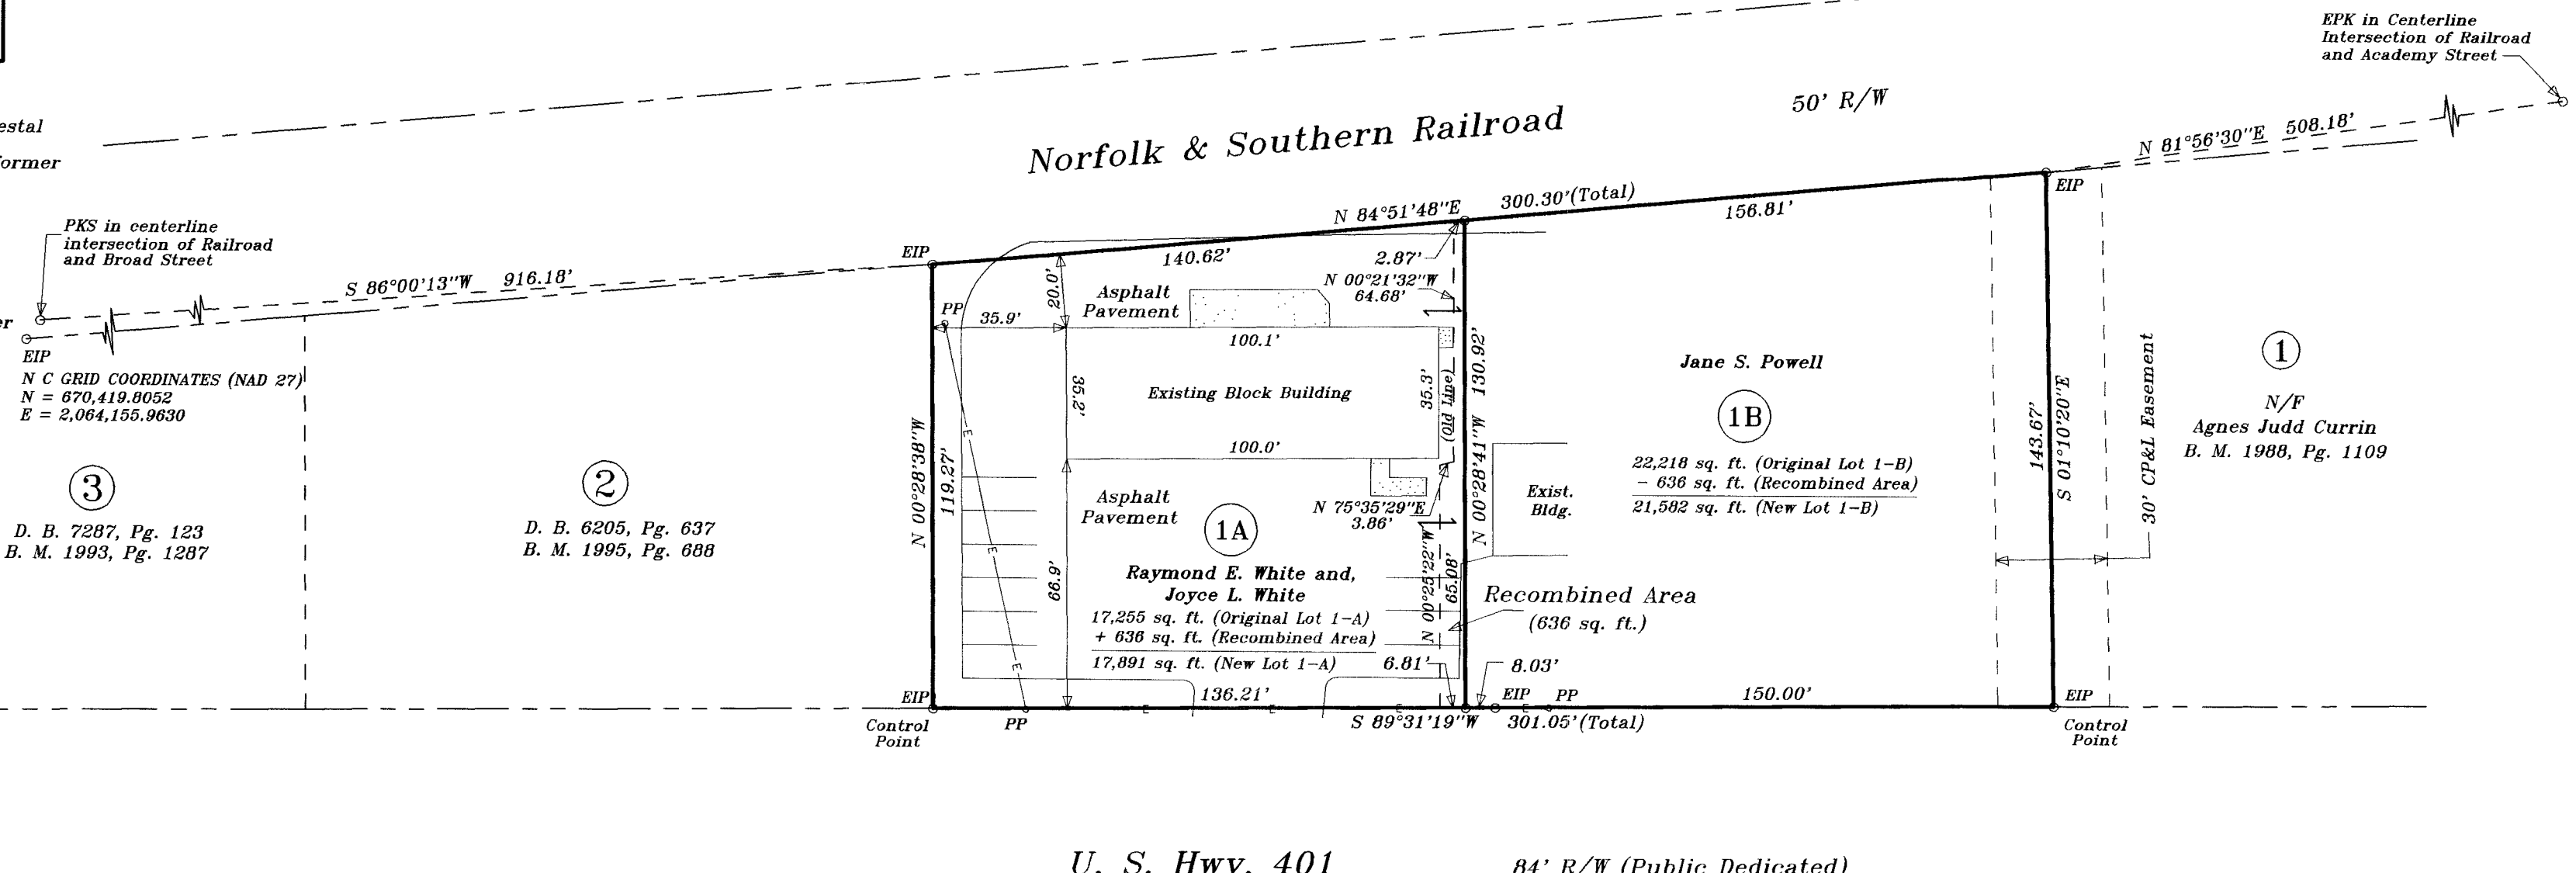 EPK in Centerline
Intersection of Railroad
and Academy Street
50' R/W
Norfolk & Southern Railroad
N 81°56'30"E 508.18'
estal
former
PKS in centerline
intersection of Railroad
and Broad Street
S 86°00'13"W 916.18'
EIP
N 84°51'48"E 300.30'(Total)
140.62'
156.81'
EIP
2.87'
N 00°21'32"W
64.68'
20.0'
Asphalt
Pavement
PP
35.9'
er
EIP
N C GRID COORDINATES (NAD 27)
N = 670,419.8052
E = 2,064,155.9630
100.1'
35.2'
Existing Block Building
35.3'
(Old Line)
N 00°28'41"W 130.92'
100.0'
Jane S. Powell
1B
22,218 sq. ft. (Original Lot 1-B)
- 636 sq. ft. (Recombined Area)
21,582 sq. ft. (New Lot 1-B)
Exist.
Bldg.
143.67'
S 01°10'20"E
30' CP&L Easement
1
N/F
Agnes Judd Currin
B. M. 1988, Pg. 1109
3
D. B. 7287, Pg. 123
B. M. 1993, Pg. 1287
2
D. B. 6205, Pg. 637
B. M. 1995, Pg. 688
N 00°28'38"W
119.27'
E
E
E
Asphalt
Pavement
1A
N 75°35'29"E
3.86'
66.9'
Raymond E. White and,
Joyce L. White
17,255 sq. ft. (Original Lot 1-A)
+ 636 sq. ft. (Recombined Area)
17,891 sq. ft. (New Lot 1-A)
N 00°25'22"W
65.08'
Recombined Area
(636 sq. ft.)
6.81'
8.03'
EIP
Control
Point
PP
136.21'
E
E
E
EIP
E
PP
150.00'
EIP
S 89°31'19"W 301.05'(Total)
Control
Point
U. S. Hwy. 401
84' R/W (Public Dedicated)